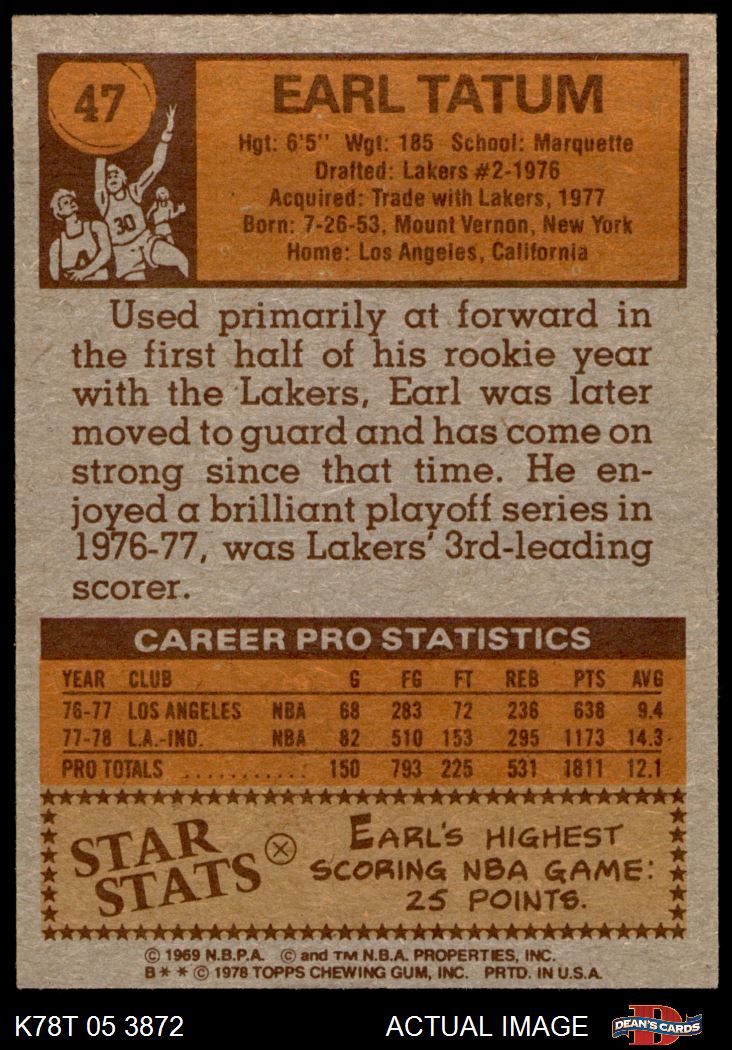 47
EARL TATUM
Hgt: 6'5" Wgt: 185 School: Marquette
Drafted: Lakers #2-1976
Acquired: Trade with Lakers, 1977
Born: 7-26-53, Mount Vernon, New York
Home: Los Angeles, California
30
4
Used primarily at forward in
the first half of his rookie year
with the Lakers, Earl was later
moved to guard and has come on
strong since that time. He en-
joyed a brilliant playoff series in
1976-77, was Lakers' 3rd-leading
scorer.
CAREER PRO STATISTICS
YEAR CLUB G FG FT REB PTS AVG
76-77 LOS ANGELES NBA 68 283 72 236 638 9.4
77-78 L.A.-IND. NBA 82 510 153 295 1173 14.3
PRO TOTALS ........... 150 793 225 531 1811 12.1
STAR
STATS
EARL'S HIGHEST
SCORING NBA GAME:
25 POINTS.
© 1969 N.B.P.A. © and TM N.B.A. PROPERTIES, INC.
B * * © 1978 TOPPS CHEWING GUM, INC. PRTD. IN U.S.A.
K78T 05 3872 ACTUAL IMAGE
D
DEAN'S CARDS